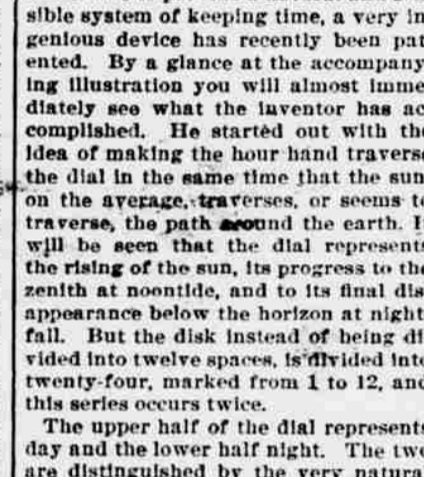 sible system of keeping time, a very in
genious device has recently been pat
ented. By a glance at the accompany
ing illustration you will almost imme
diately see what the inventor has ac
complished. He started out with the
idea of making the hour hand traverse
the dial in the same time that the sun
on the average, traverses, or seems to
traverse, the path around the earth. I
will be seen that the dial represents
the rising of the sun, its progress to the
zenith at noontide, and to its final dis
appearance below the horizon at night
fall. But the disk instead of being di
vided into twelve spaces, is divided into
twenty-four, marked from 1 to 12, and
this series occurs twice.
The upper half of the dial represents
day and the lower half night. The two
are distinguished by the very natural